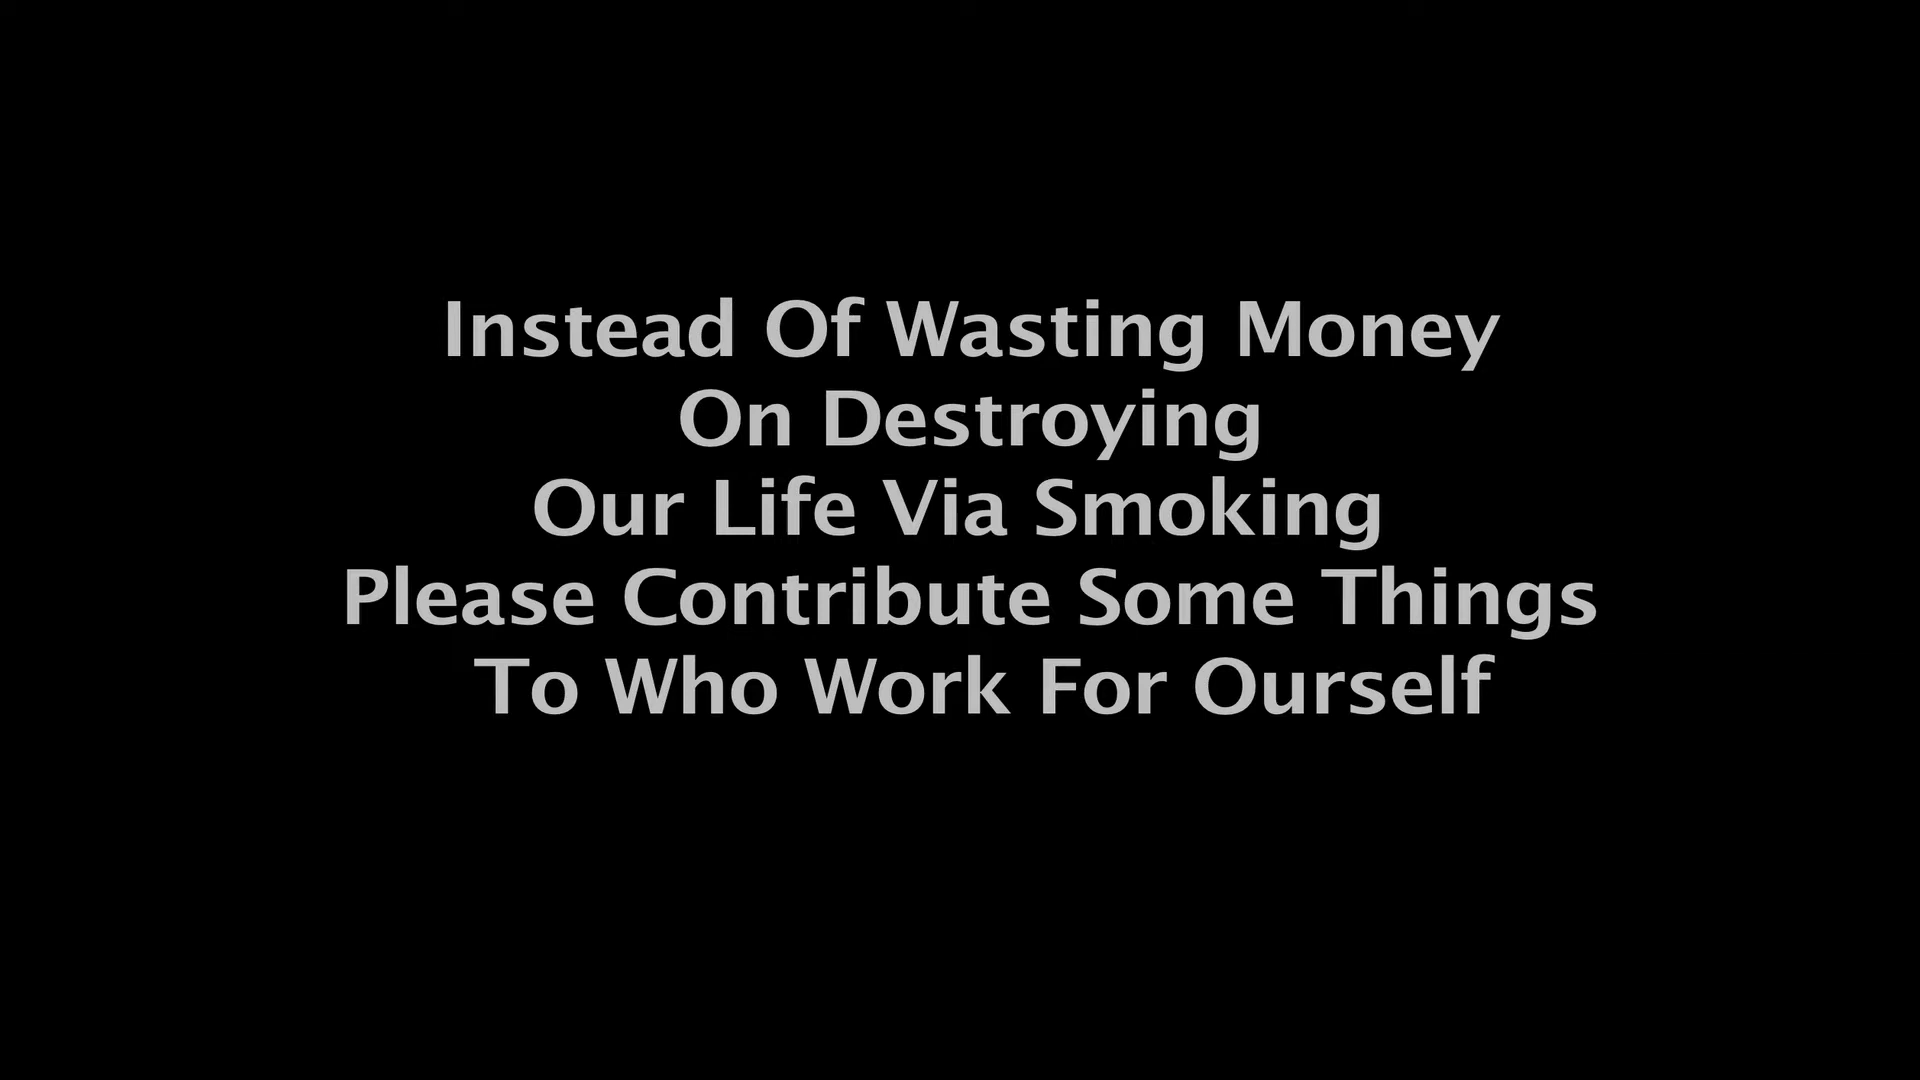 Instead Of Wasting Money
On Destroying
Our Life Via Smoking
Please Contribute Some Things
To Who Work For Ourself